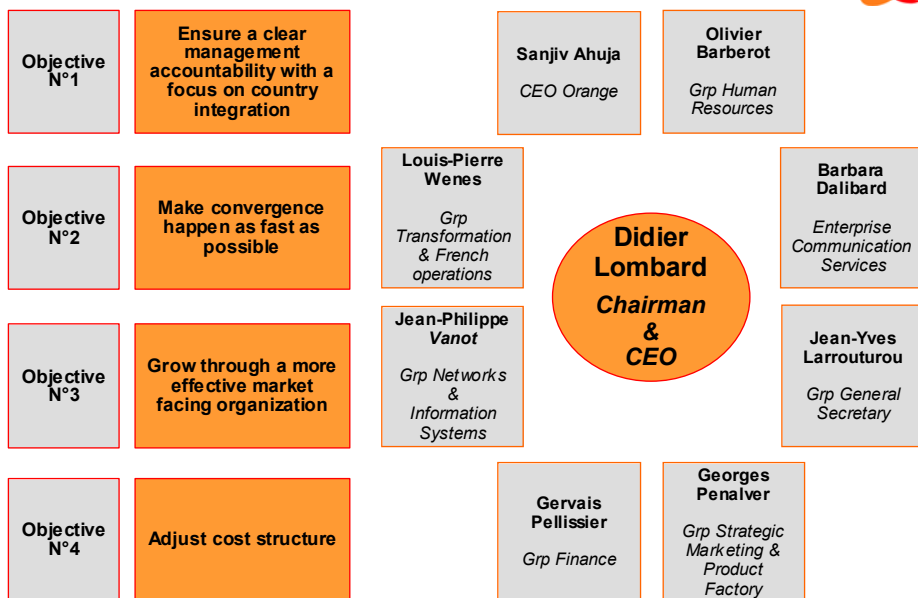 Objective
N°1
Ensure a clear
management
accountability with a
focus on country
integration
Objective
N°2
Make convergence
happen as fast as
possible
Objective
N°3
Grow through a more
effective market
facing organization
Objective
N°4
Adjust cost structure
Sanjiv Ahuja
CEO Orange
Olivier
Barberot
Grp Human
Resources
Louis-Pierre
Wenes
Grp
Transformation
& French
operations
Barbara
Dalibard
Enterprise
Communication
Services
Didier
Lombard
Chairman
&
CEO
Jean-Philippe
Vanot
Grp Networks
&
Information
Systems
Jean-Yves
Larrouturou
Grp General
Secretary
Gervais
Pellissier
Grp Finance
Georges
Penalver
Grp Strategic
Marketing &
Product
Factory